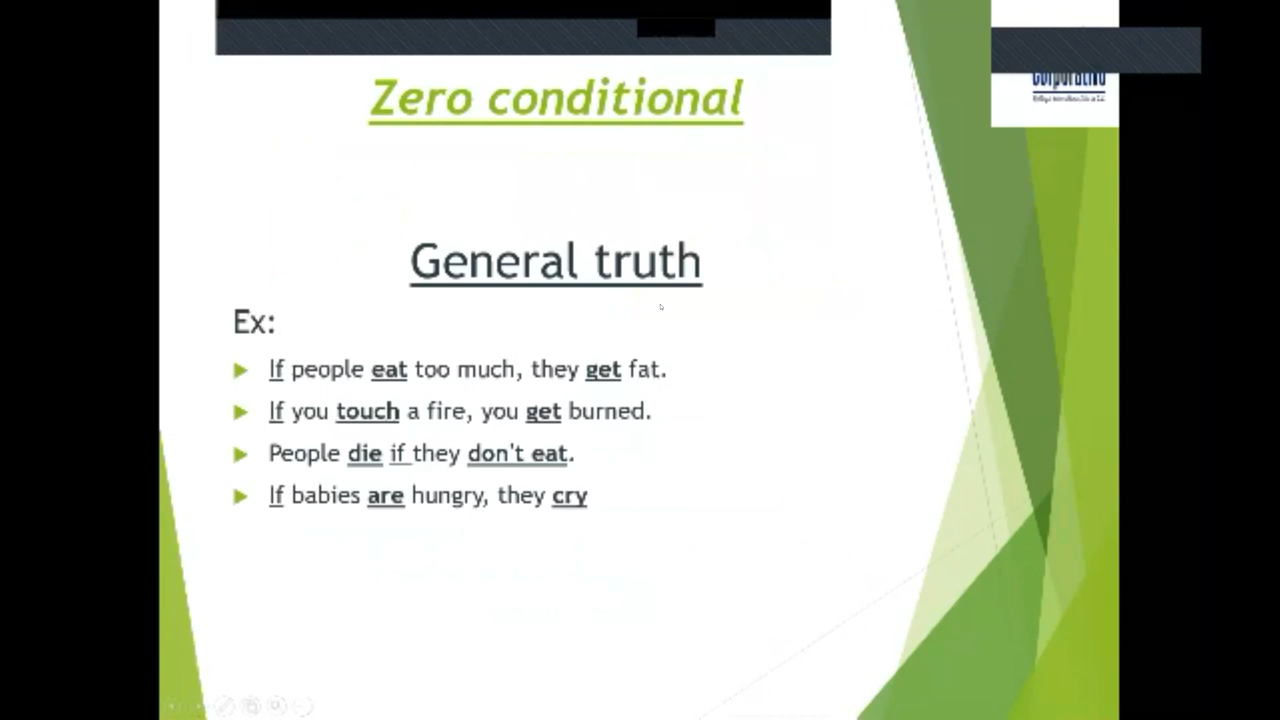 Corporativo
Zero conditional
General truth
Ex:
If people eat too much, they get fat.
If you touch a fire, you get burned.
People die if they don't eat.
If babies are hungry, they cry